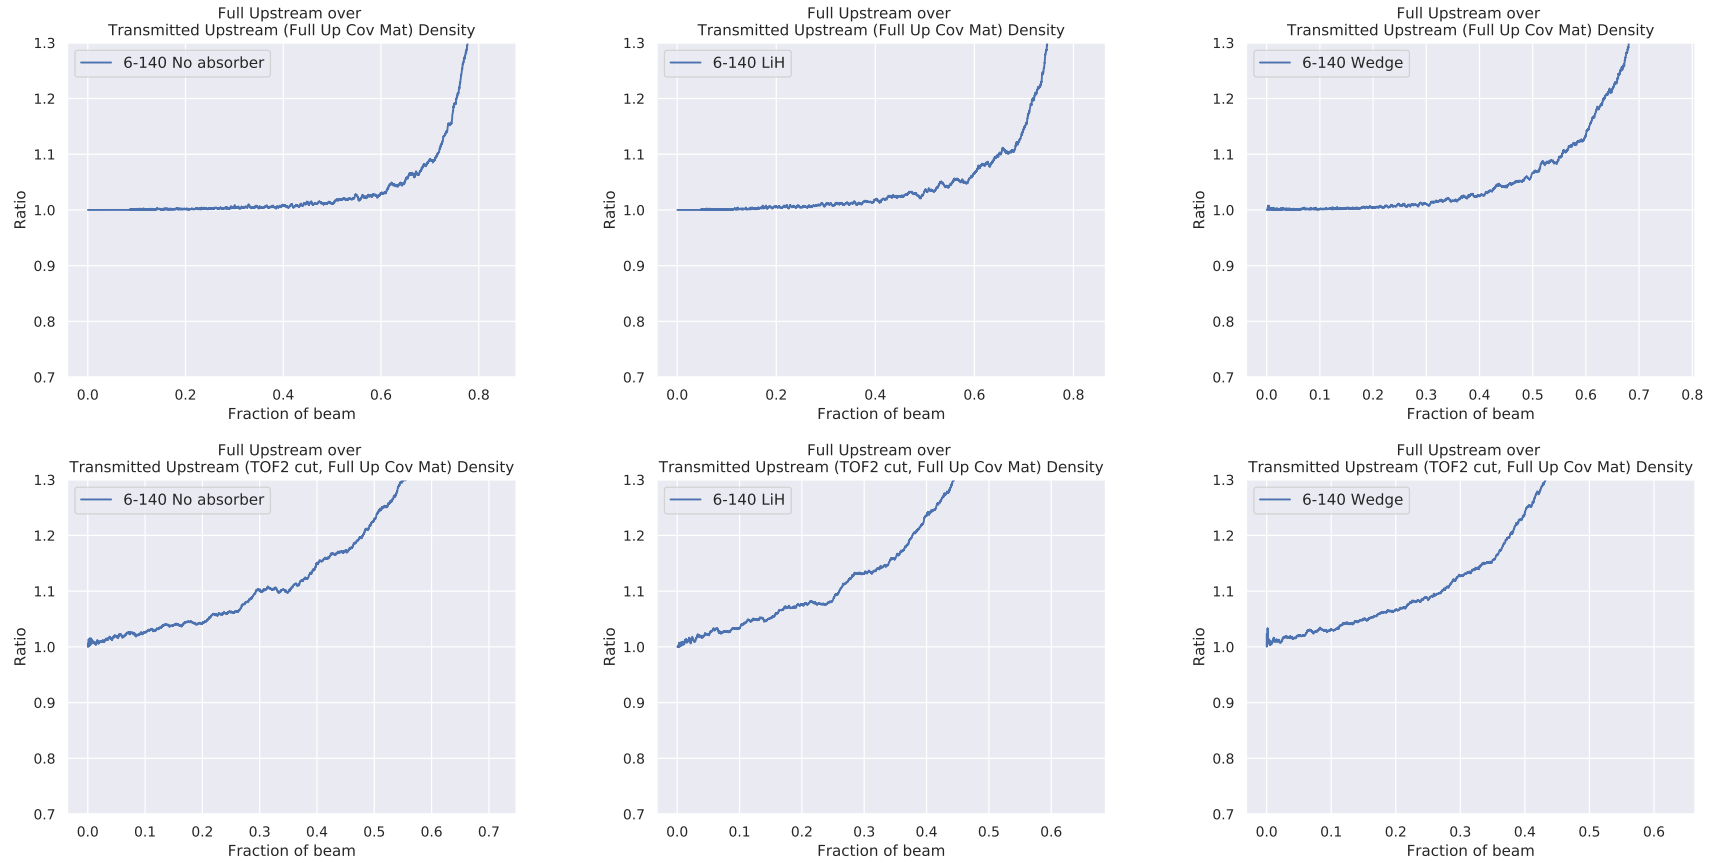 Full Upstream over
Transmitted Upstream (Full Up Cov Mat) Density
6-140 No absorber
1.3
1.2
1.1
1.0
0.9
0.8
0.7
Ratio
0.0 0.2 0.4 0.6 0.8
Fraction of beam
Full Upstream over
Transmitted Upstream (Full Up Cov Mat) Density
6-140 LiH
1.3
1.2
1.1
1.0
0.9
0.8
0.7
Ratio
0.0 0.2 0.4 0.6 0.8
Fraction of beam
Full Upstream over
Transmitted Upstream (Full Up Cov Mat) Density
6-140 Wedge
1.3
1.2
1.1
1.0
0.9
0.8
0.7
Ratio
0.0 0.1 0.2 0.3 0.4 0.5 0.6 0.7 0.8
Fraction of beam
Full Upstream over
Transmitted Upstream (TOF2 cut, Full Up Cov Mat) Density
6-140 No absorber
1.3
1.2
1.1
1.0
0.9
0.8
0.7
Ratio
0.0 0.1 0.2 0.3 0.4 0.5 0.6 0.7
Fraction of beam
Full Upstream over
Transmitted Upstream (TOF2 cut, Full Up Cov Mat) Density
6-140 LiH
1.3
1.2
1.1
1.0
0.9
0.8
0.7
Ratio
0.0 0.1 0.2 0.3 0.4 0.5 0.6
Fraction of beam
Full Upstream over
Transmitted Upstream (TOF2 cut, Full Up Cov Mat) Density
6-140 Wedge
1.3
1.2
1.1
1.0
0.9
0.8
0.7
Ratio
0.0 0.1 0.2 0.3 0.4 0.5 0.6
Fraction of beam